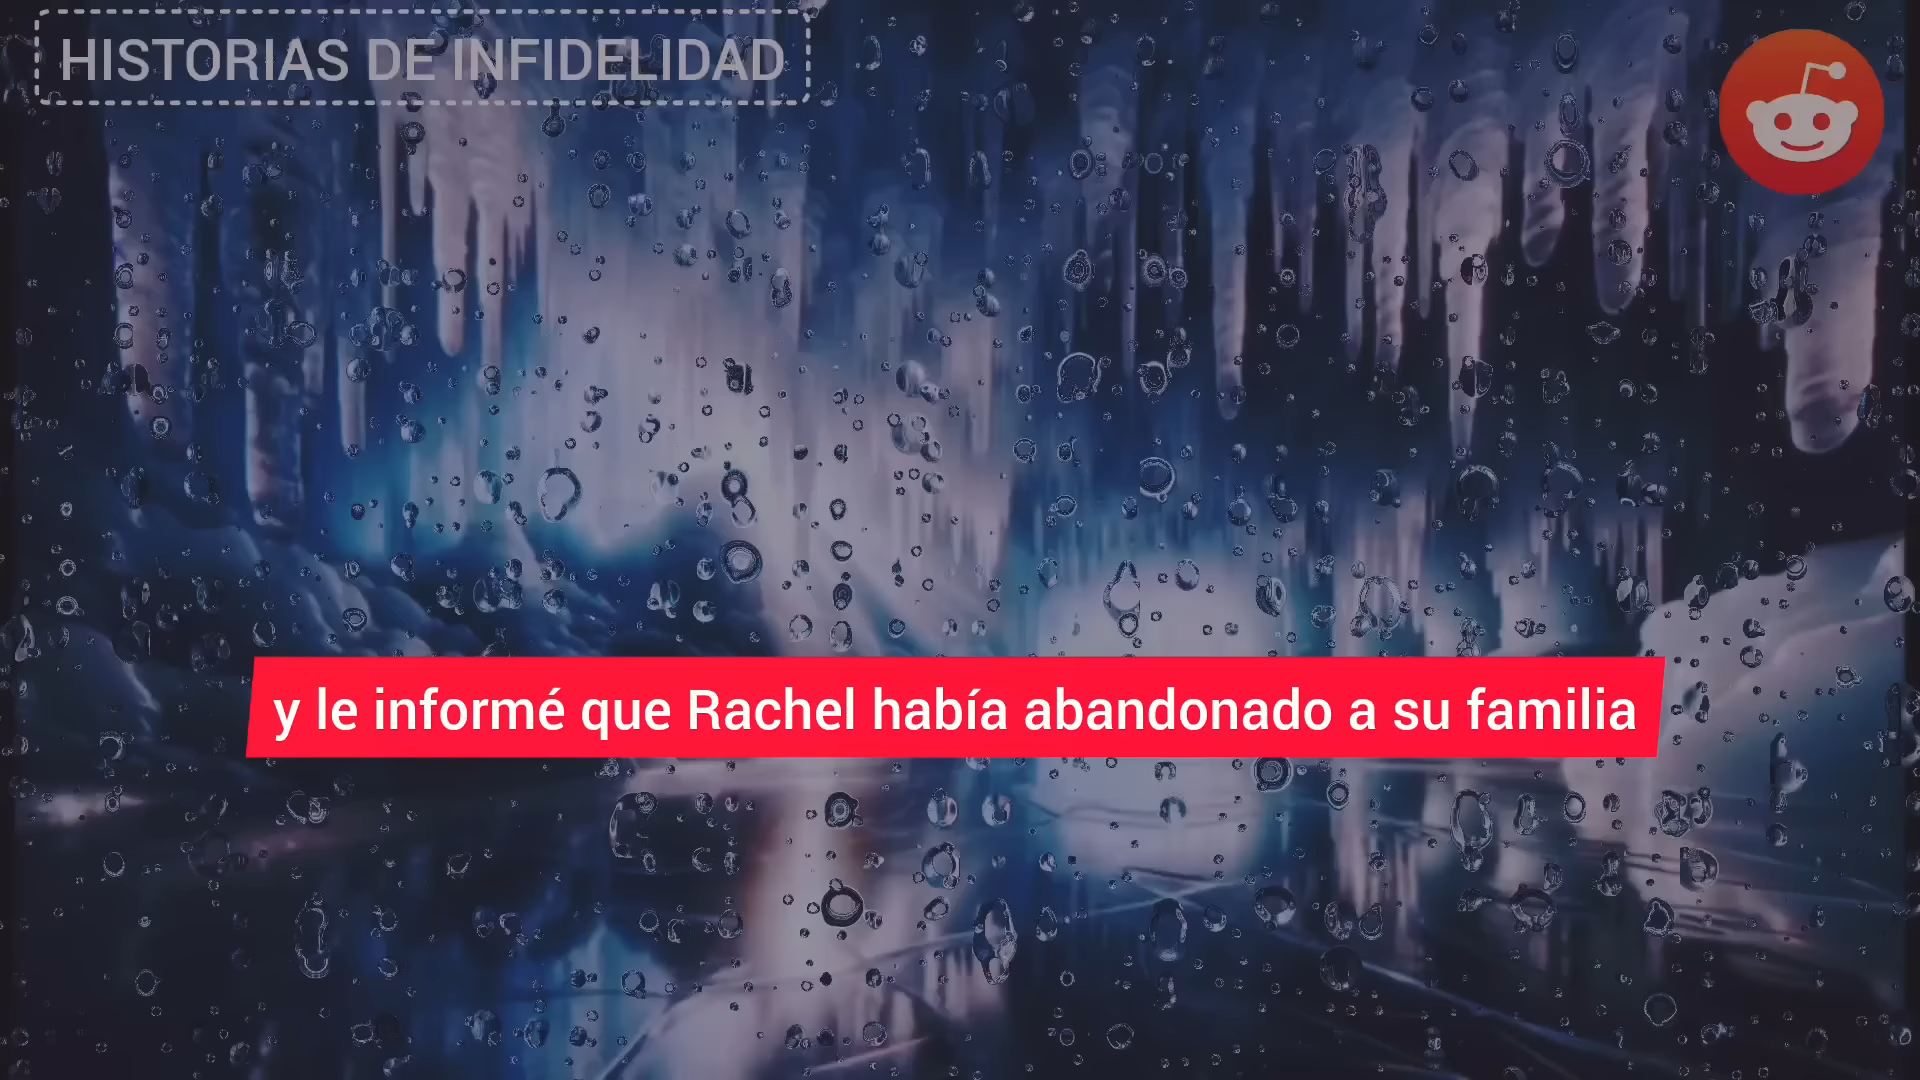 HISTORIAS DE INFIDELIDAD
y le informé que Rachel había abandonado a su familia